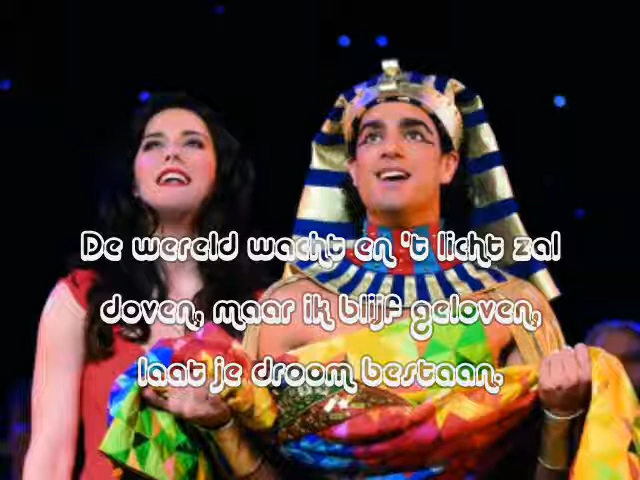 De wereld wacht en 't licht zal
doven, maar ik blijf geloven,
laat je droom bestaan.